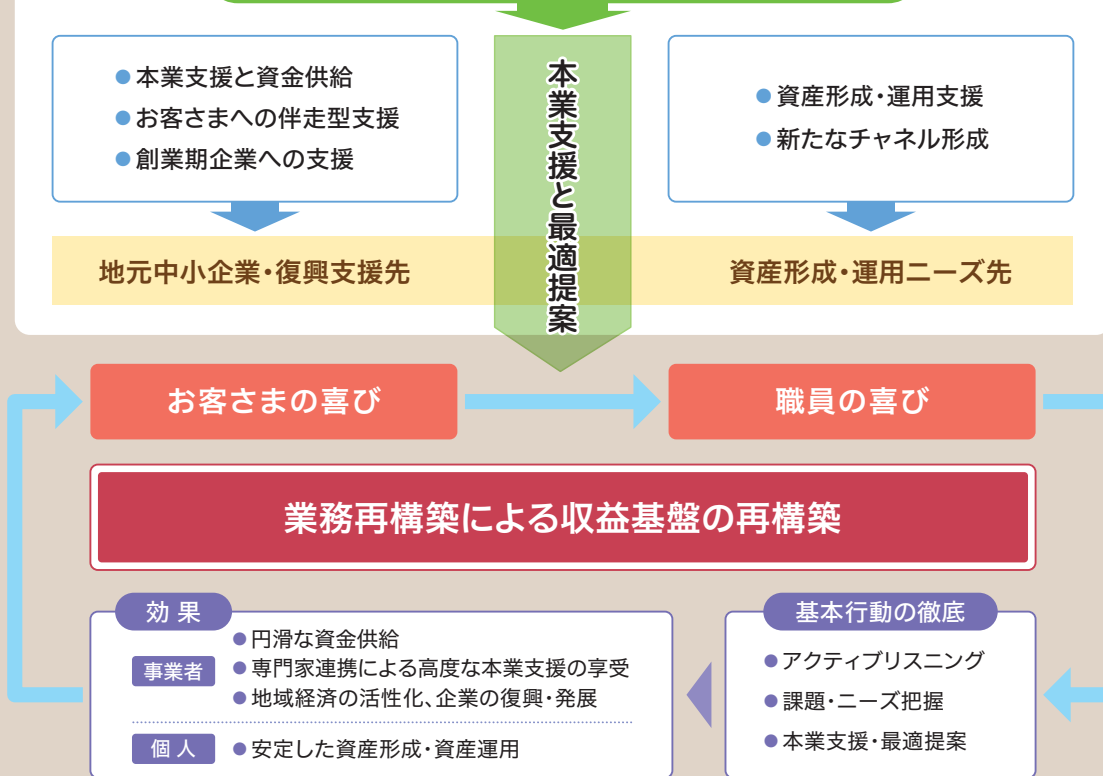 ●本業支援と資金供給
●お客さまへの伴走型支援
●創業期企業への支援
本業支援と最適提案
●資産形成・運用支援
●新たなチャネル形成
地元中小企業・復興支援先
資産形成・運用ニーズ先
お客さまの喜び
職員の喜び
業務再構築による収益基盤の再構築
効果
事業者
●円滑な資金供給
●専門家連携による高度な本業支援の享受
●地域経済の活性化、企業の復興・発展
個人
●安定した資産形成・資産運用
基本行動の徹底
●アクティブリスニング
●課題・ニーズ把握
●本業支援・最適提案